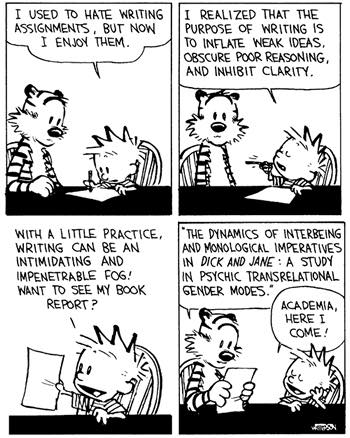 I USED TO HATE WRITING
ASSIGNMENTS, BUT NOW
I ENJOY THEM.
I REALIZED THAT THE
PURPOSE OF WRITING IS
TO INFLATE WEAK IDEAS,
OBSCURE POOR REASONING,
AND INHIBIT CLARITY.
WITH A LITTLE PRACTICE,
WRITING CAN BE AN
INTIMIDATING AND
IMPENETRABLE FOG!
WANT TO SEE MY BOOK
REPORT?
"THE DYNAMICS OF INTERBEING
AND MONOLOGICAL IMPERATIVES
IN DICK AND JANE: A STUDY
IN PSYCHIC TRANSRELATIONAL
GENDER MODES."
ACADEMIA,
HERE I
COME!
WATTERSON